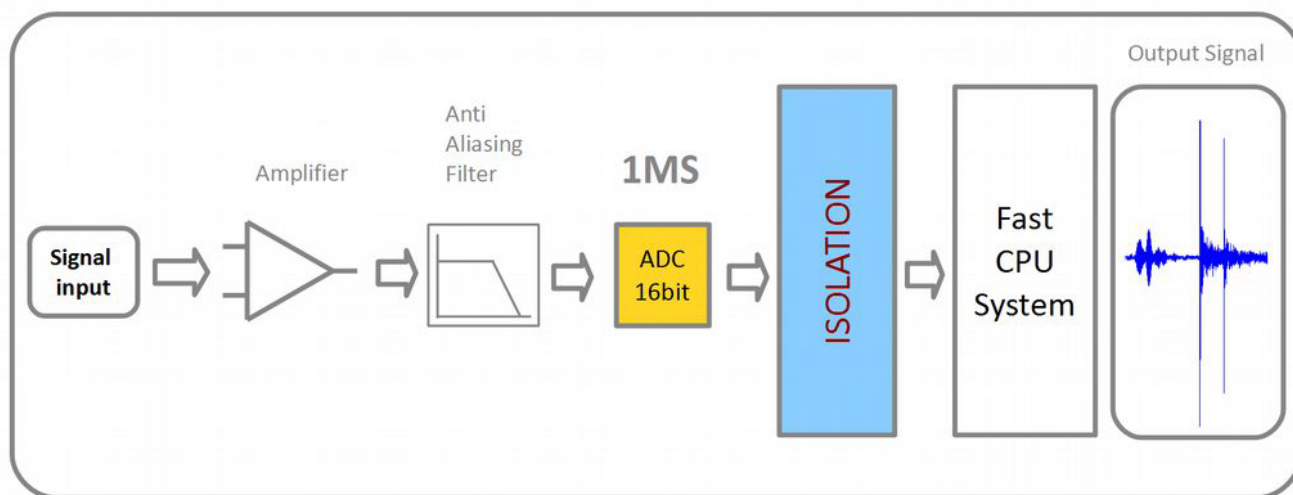 Output Signal
Anti
Aliasing
Filter
Amplifier
1MS
Signal
input
ADC
16bit
ISOLATION
Fast
CPU
System